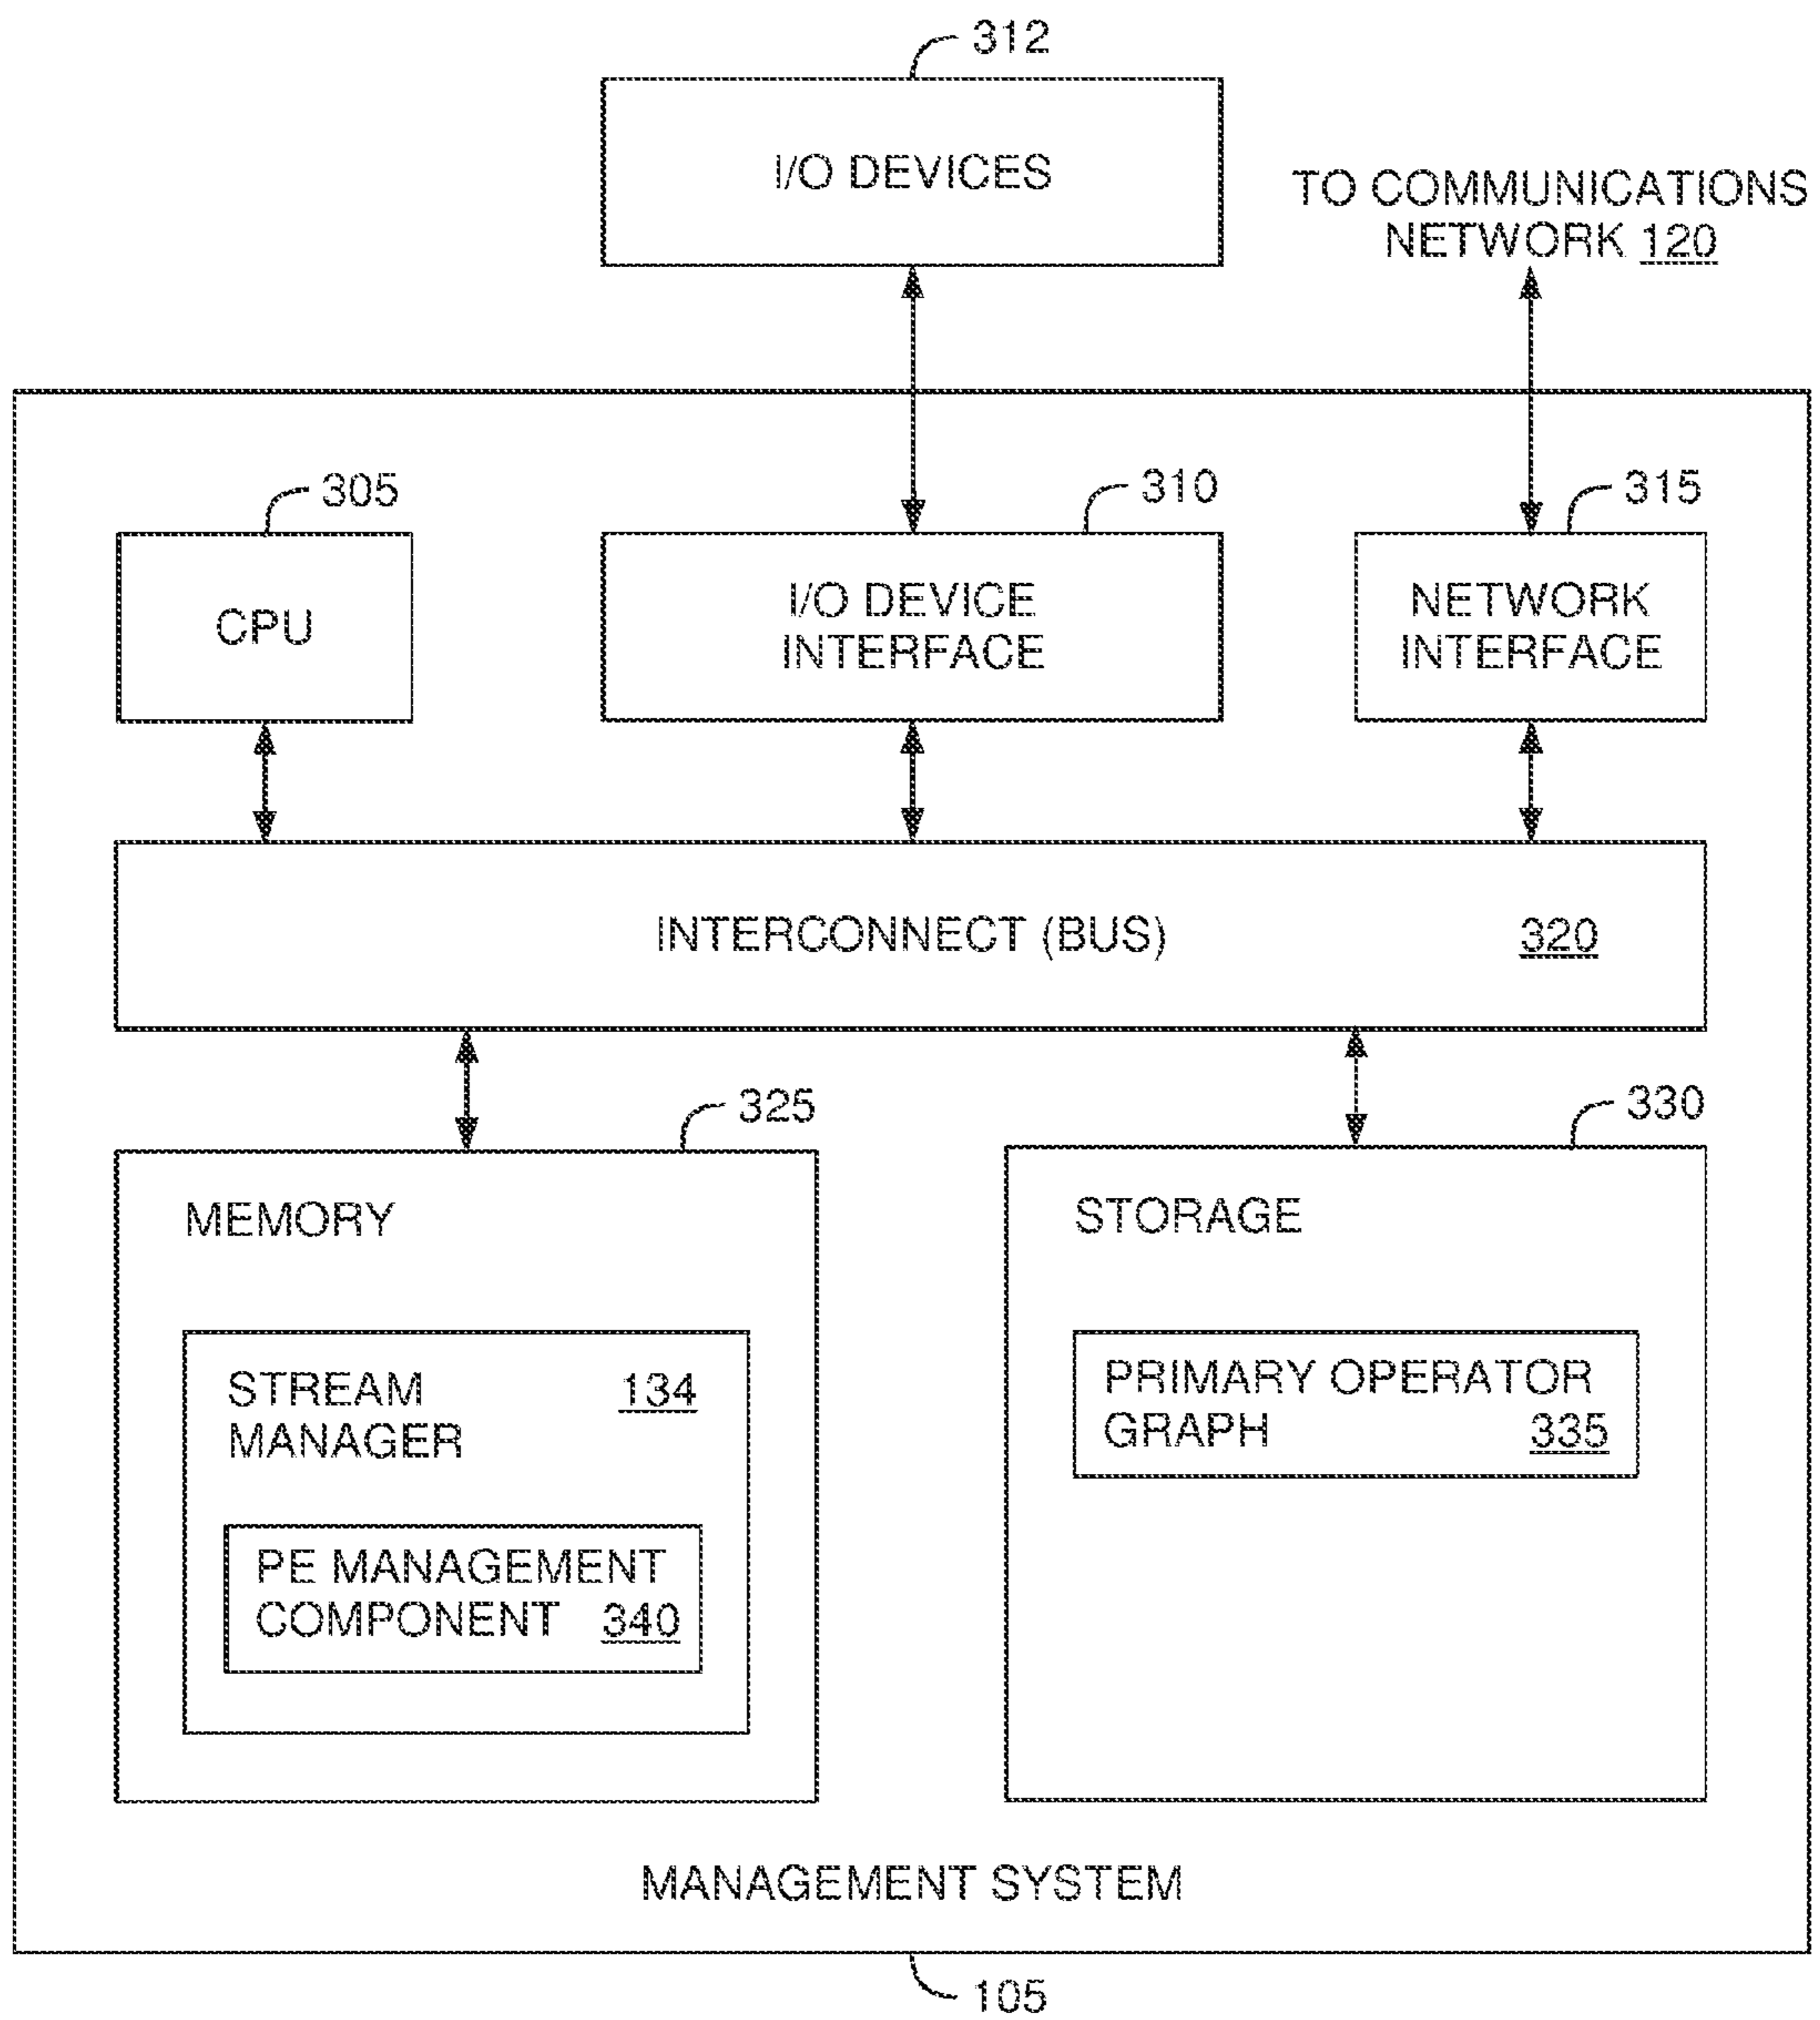 312
I/O DEVICES
TO COMMUNICATIONS
NETWORK 120
305
310
315
CPU
I/O DEVICE
INTERFACE
NETWORK
INTERFACE
INTERCONNECT (BUS)
320
325
330
MEMORY
STORAGE
STREAM
MANAGER
134
PRIMARY OPERATOR
GRAPH 335
PE MANAGEMENT
COMPONENT 340
MANAGEMENT SYSTEM
105